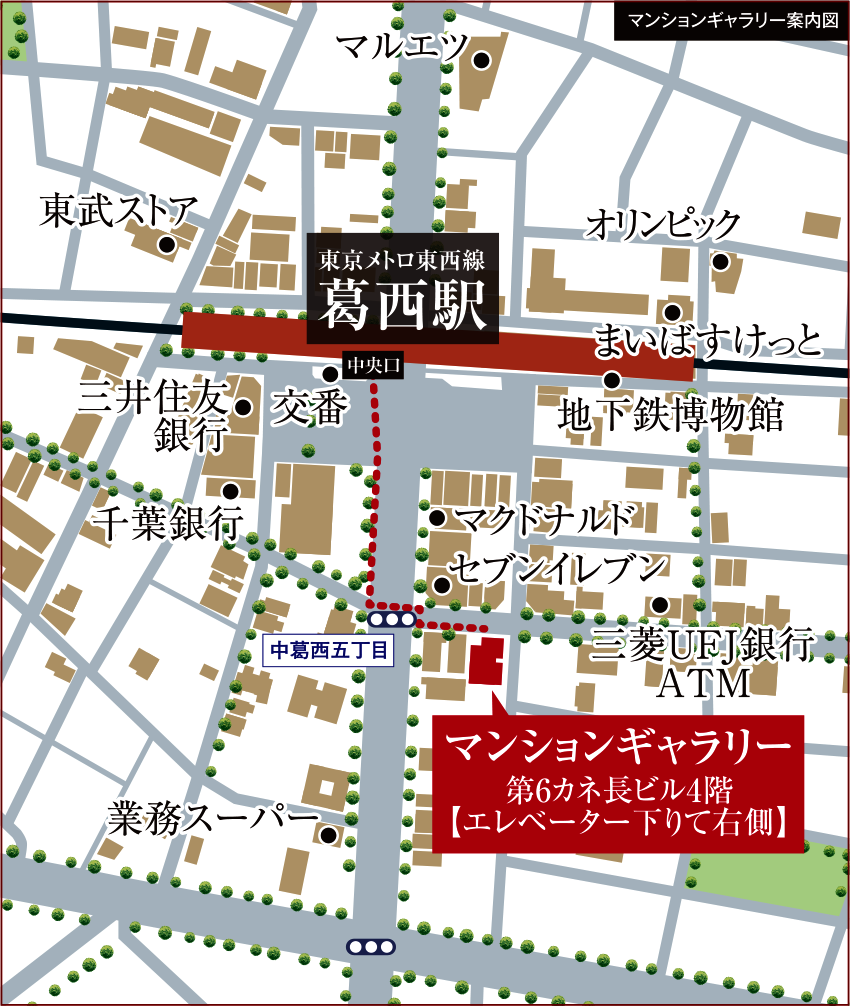 マンションギャラリー案内図
マルエツ
東武ストア
オリンピック
東京メトロ東西線
葛西駅
まいばすけっと
中央口
三井住友
銀行
交番
地下鉄博物館
千葉銀行
マクドナルド
セブンイレブン
中葛西五丁目
三菱UFJ銀行
ATM
マンションギャラリー
第6カネ長ビル4階
【エレベーター下りて右側】
業務スーパー